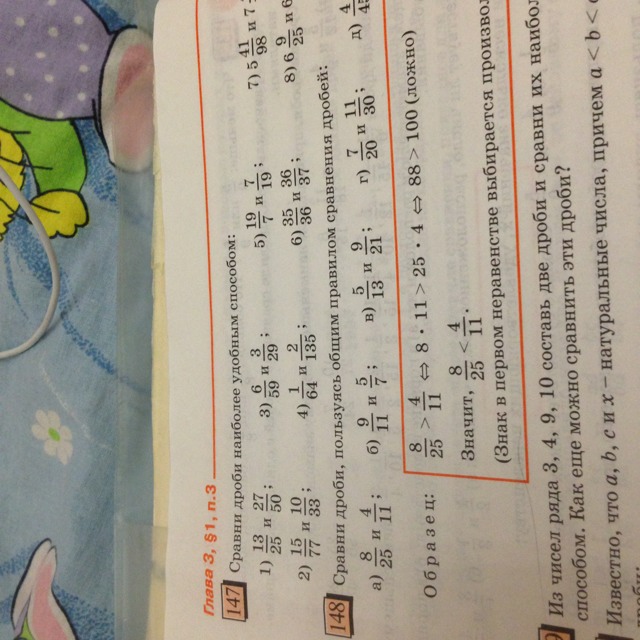 Глава 3, §1, п.3
147 Сравни дроби наиболее удобным способом:
1) 13/25 и 27/50; 3) 6/59 и 3/29; 5) 19/7 и 7/19; 7) 5 41/98 и 7
2) 15/77 и 10/33; 4) 1/64 и 2/135; 6) 35/36 и 36/37; 8) 6 9/25 и 6
148 Сравни дроби, пользуясь общим правилом сравнения дробей:
а) 8/25 и 4/11; б) 9/11 и 5/7; в) 5/13 и 9/21; г) 7/20 и 11/30; д)
Образец: 8/25 > 4/11 ⇔ 8 · 11 > 25 · 4 ⇔ 88 > 100 (ложно)
Значит, 8/25 < 4/11.
(Знак в первом неравенстве выбирается
Из чисел ряда 3, 4, 9, 10 составь две дроби и сравни их
способом. Как еще можно сравнить эти дроби?
Известно, что a, b, c и x – натуральные числа, причем a < b <